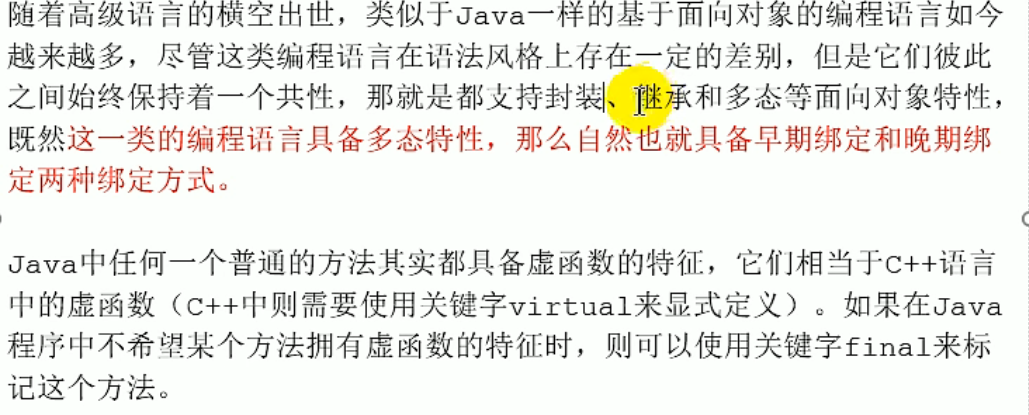 随着高级语言的横空出世，类似于Java一样的基于面向对象的编程语言如今
越来越多，尽管这类编程语言在语法风格上存在一定的差别，但是它们彼此
之间始终保持着一个共性，那就是都支持封装、继承和多态等面向对象特性，
既然这一类的编程语言具备多态特性，那么自然也就具备早期绑定和晚期绑
定两种绑定方式。
Java中任何一个普通的方法其实都具备虚函数的特征，它们相当于C++语言
中的虚函数（C++中则需要使用关键字virtual来显式定义）。如果在Java
程序中不希望某个方法拥有虚函数的特征时，则可以使用关键字final来标
记这个方法。